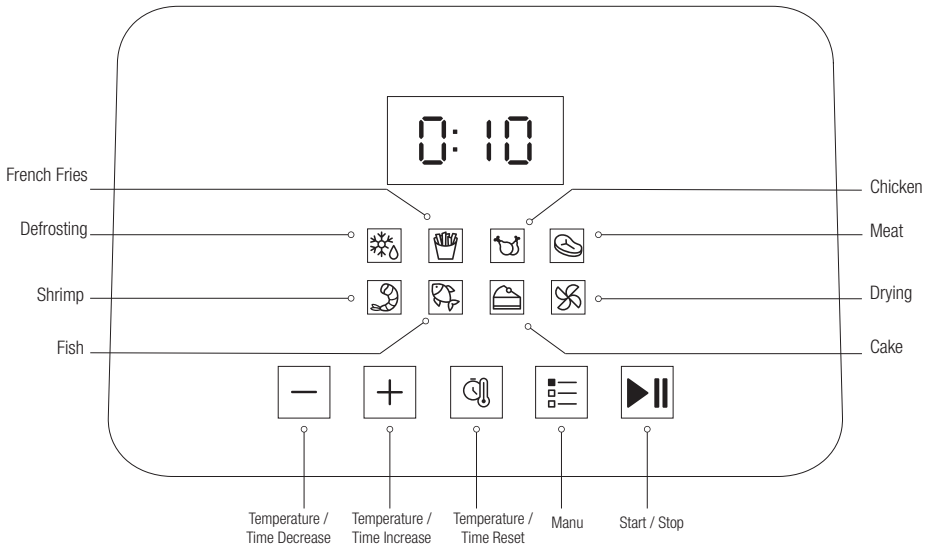 0:10
French Fries
Chicken
Defrosting
Meat
Shrimp
Drying
Fish
Cake
Temperature /
Time Decrease
Temperature /
Time Increase
Temperature /
Time Reset
Manu
Start / Stop